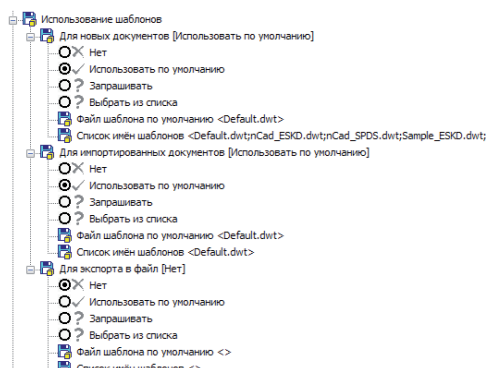 Использование шаблонов
Для новых документов [Использовать по умолчанию]
Нет
Использовать по умолчанию
Запрашивать
Выбрать из списка
Файл шаблона по умолчанию <Default.dwt>
Список имён шаблонов <Default.dwt;nCad_ESKD.dwt;nCad_SPDS.dwt;Sample_ESKD.dwt;
Для импортированных документов [Использовать по умолчанию]
Нет
Использовать по умолчанию
Запрашивать
Выбрать из списка
Файл шаблона по умолчанию <Default.dwt>
Список имён шаблонов <Default.dwt>
Для экспорта в файл [Нет]
Нет
Использовать по умолчанию
Запрашивать
Выбрать из списка
Файл шаблона по умолчанию <>
Список имён шаблонов <>